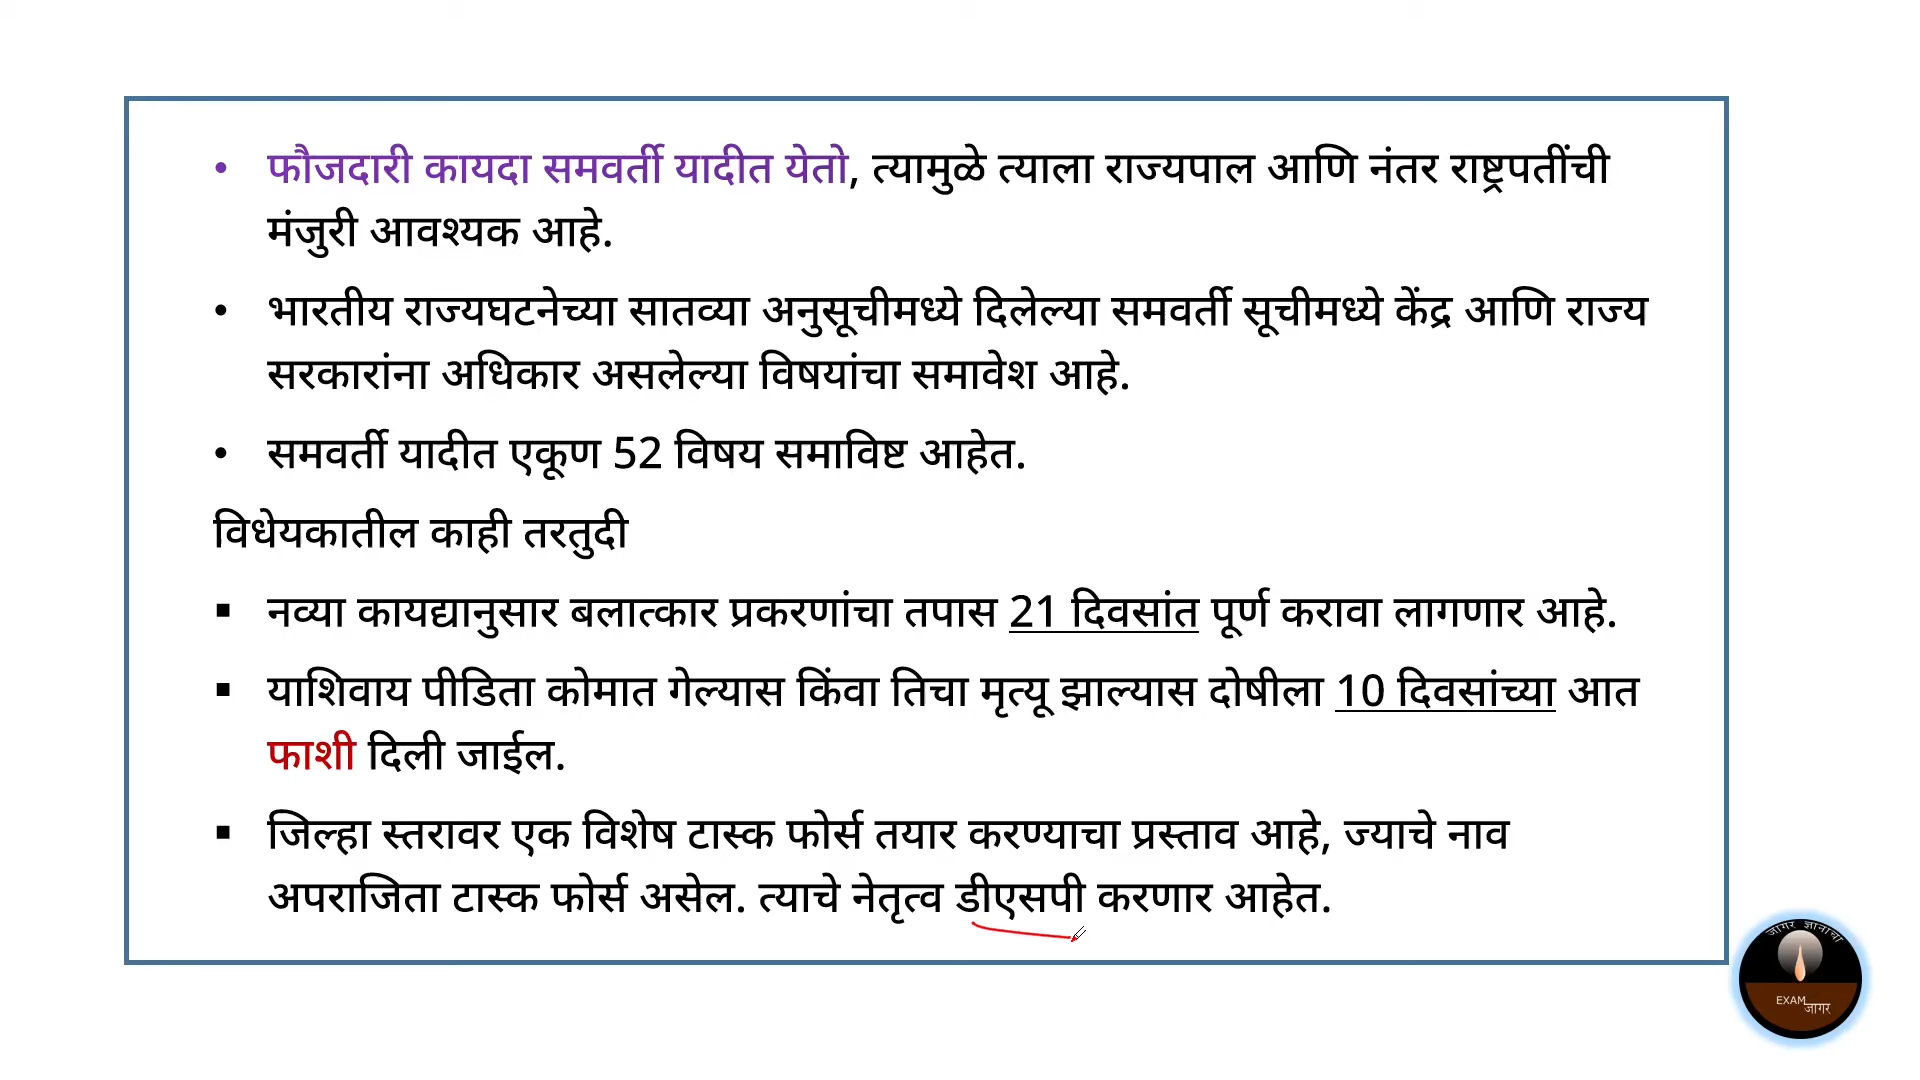 • फौजदारी कायदा समवर्ती यादीत येतो, त्यामुळे त्याला राज्यपाल आणि नंतर राष्ट्रपतींची
मंजुरी आवश्यक आहे.
• भारतीय राज्यघटनेच्या सातव्या अनुसूचीमध्ये दिलेल्या समवर्ती सूचीमध्ये केंद्र आणि राज्य
सरकारांना अधिकार असलेल्या विषयांचा समावेश आहे.
• समवर्ती यादीत एकूण 52 विषय समाविष्ट आहेत.
विधेयकातील काही तरतुदी
▪ नव्या कायद्यानुसार बलात्कार प्रकरणांचा तपास 21 दिवसांत पूर्ण करावा लागणार आहे.
▪ याशिवाय पीडिता कोमात गेल्यास किंवा तिचा मृत्यू झाल्यास दोषीला 10 दिवसांच्या आत
फाशी दिली जाईल.
▪ जिल्हा स्तरावर एक विशेष टास्क फोर्स तयार करण्याचा प्रस्ताव आहे, ज्याचे नाव
अपराजिता टास्क फोर्स असेल. त्याचे नेतृत्व डीएसपी करणार आहेत.
जागर ज्ञानाचा
EXAM
जागर